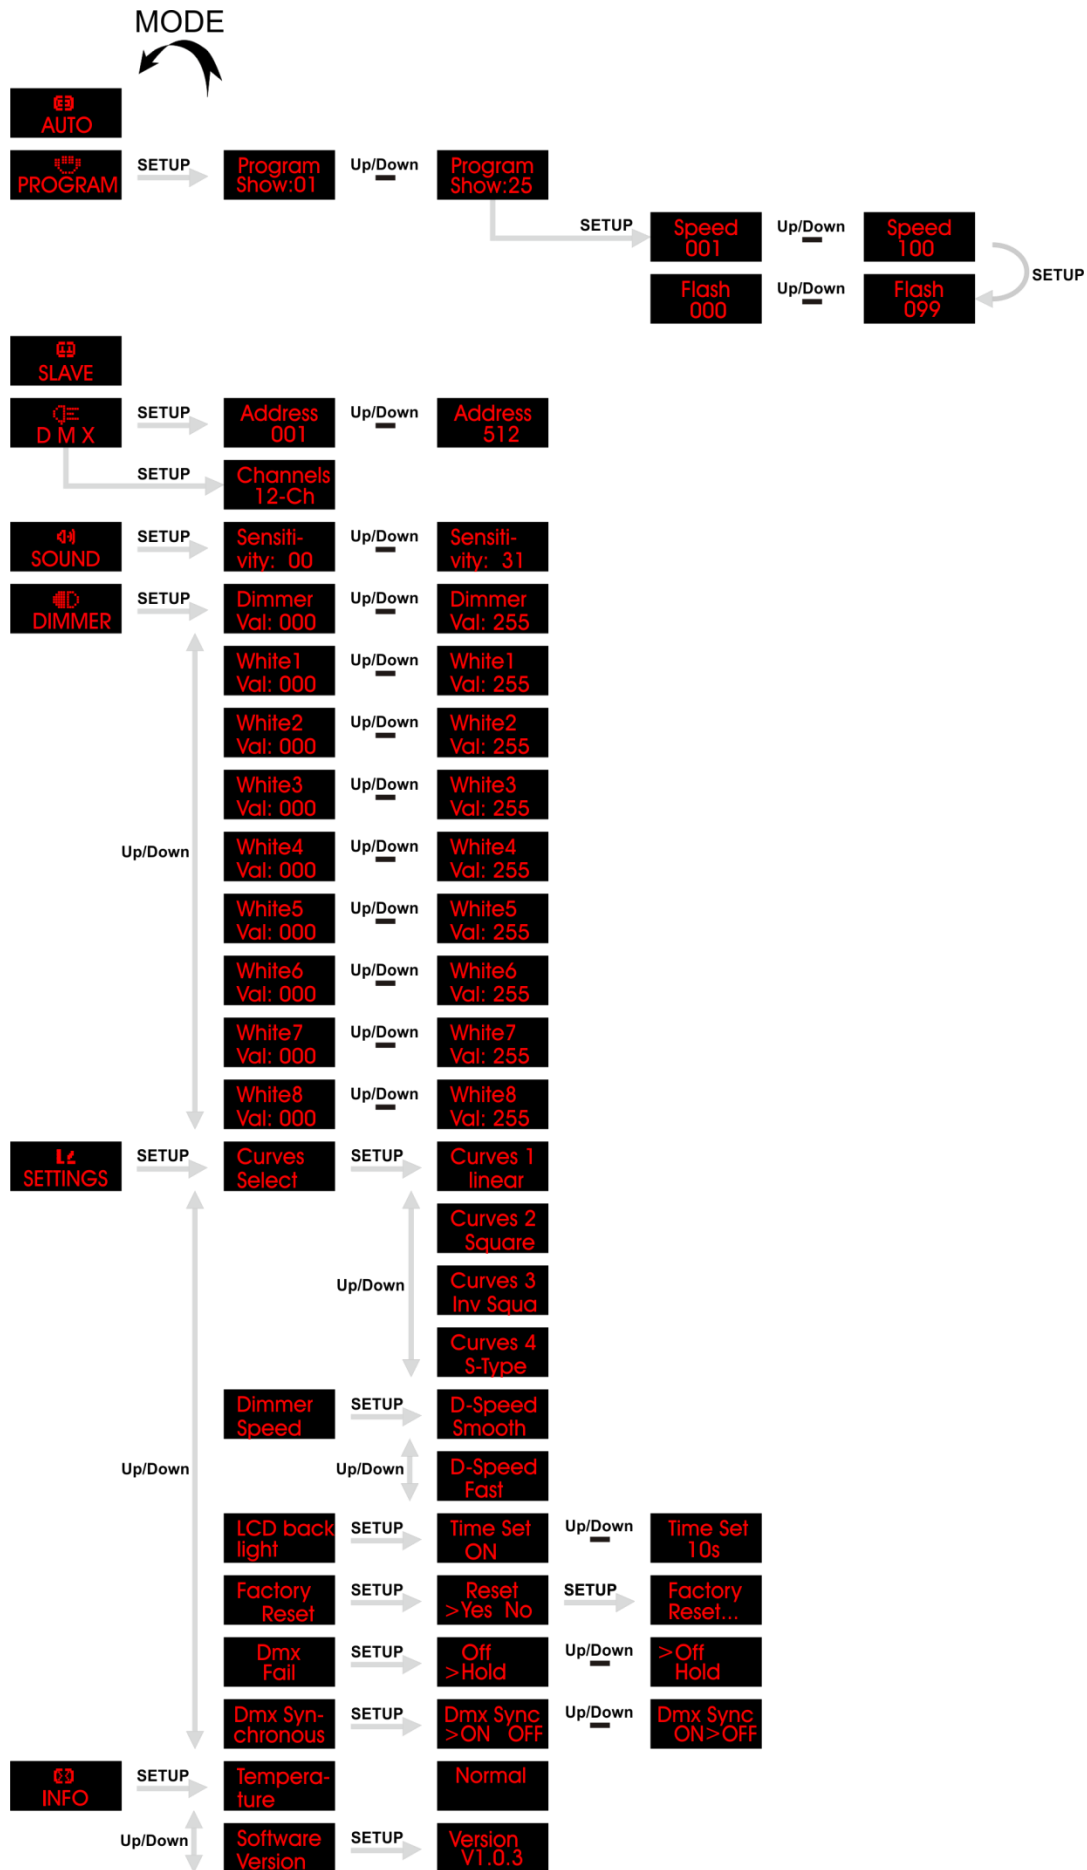 MODE
AUTO
PROGRAM
SETUP
Program
Show:01
Up/Down
Program
Show:25
SETUP
Speed
001
Up/Down
Speed
100
SETUP
Flash
000
Up/Down
Flash
099
SLAVE
D M X
SETUP
Address
001
Up/Down
Address
512
SETUP
Channels
12-Ch
SOUND
SETUP
Sensiti-
vity: 00
Up/Down
Sensiti-
vity: 31
DIMMER
SETUP
Dimmer
Val: 000
Up/Down
Dimmer
Val: 255
White1
Val: 000
Up/Down
White1
Val: 255
White2
Val: 000
Up/Down
White2
Val: 255
White3
Val: 000
Up/Down
White3
Val: 255
Up/Down
White4
Val: 000
Up/Down
White4
Val: 255
White5
Val: 000
Up/Down
White5
Val: 255
White6
Val: 000
Up/Down
White6
Val: 255
White7
Val: 000
Up/Down
White7
Val: 255
White8
Val: 000
Up/Down
White8
Val: 255
SETTINGS
SETUP
Curves
Select
SETUP
Curves 1
linear
Curves 2
Square
Up/Down
Curves 3
Inv Squa
Curves 4
S-Type
Dimmer
Speed
SETUP
D-Speed
Smooth
Up/Down
Up/Down
D-Speed
Fast
LCD back
light
SETUP
Time Set
ON
Up/Down
Time Set
10s
Factory
Reset
SETUP
Reset
>Yes No
SETUP
Factory
Reset...
Dmx
Fail
SETUP
Off
>Hold
Up/Down
>Off
Hold
Dmx Syn-
chronous
SETUP
Dmx Sync
>ON OFF
Up/Down
Dmx Sync
ON>OFF
INFO
SETUP
Tempera-
ture
Normal
Up/Down
Software
Version
SETUP
Version
V1.0.3